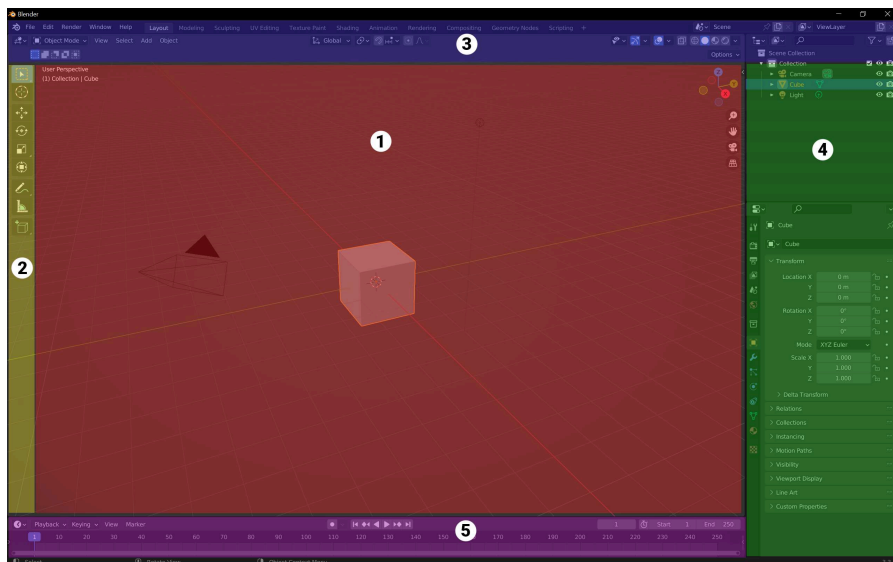 Blender
File Edit Render Window Help Layout Modeling Sculpting UV Editing Texture Paint Shading Animation Rendering Compositing Geometry Nodes Scripting + Scene ViewLayer
Object Mode View Select Add Object Global
3
Options
User Perspective
(1) Collection | Cube
1
2
Scene Collection
Collection
Camera
Cube
Light
4
Cube
Cube
Transform
Location X 0 m
Y 0 m
Z 0 m
Rotation X 0°
Y 0°
Z 0°
Mode XYZ Euler
Scale X 1.000
Y 1.000
Z 1.000
Delta Transform
Relations
Collections
Instancing
Motion Paths
Visibility
Viewport Display
Line Art
Custom Properties
Playback Keying View Marker 1 Start 1 End 250
5
1 10 20 30 40 50 60 70 80 90 100 110 120 130 140 150 170 180 190 200 210 220 230 240 250
Select Rotate View Object Context Menu